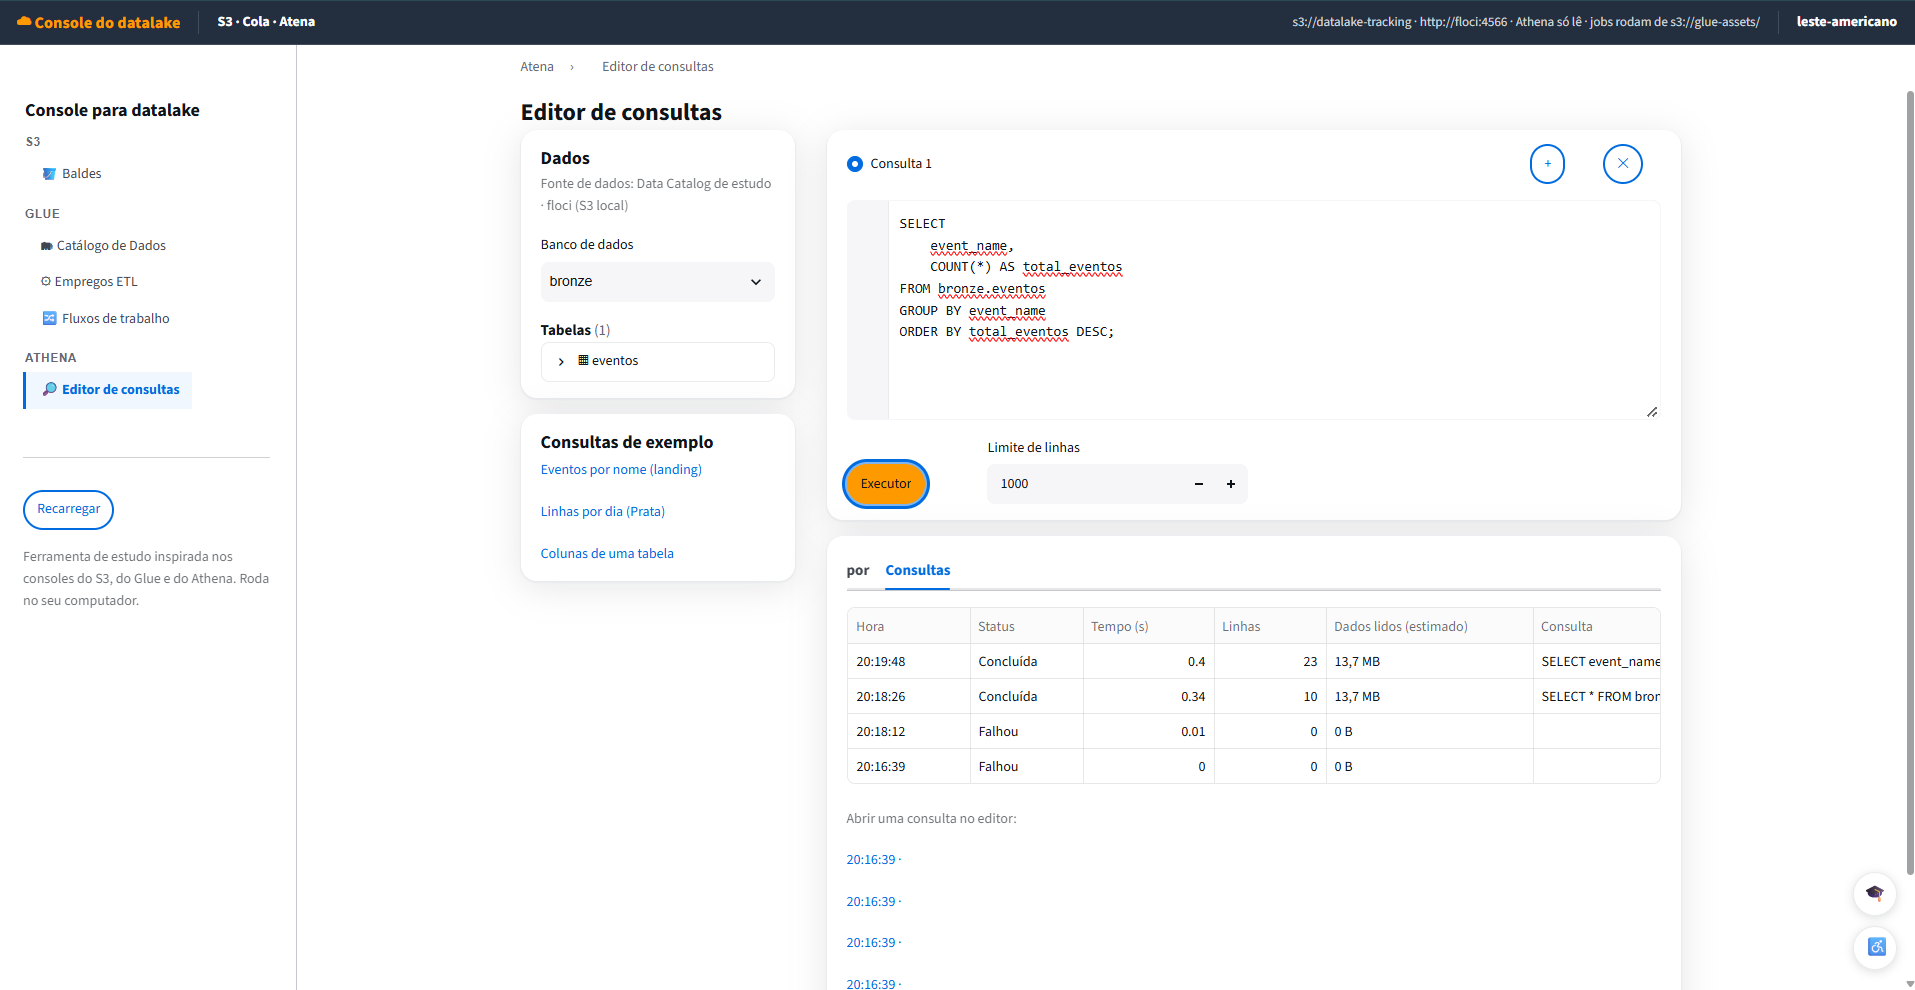 Console do datalake
S3 · Cola · Atena
s3://datalake-tracking · http://floci:4566 · Athena só lê · jobs rodam de s3://glue-assets/
leste-americano
Console para datalake
S3
Baldes
GLUE
Catálogo de Dados
Empregos ETL
Fluxos de trabalho
ATHENA
Editor de consultas
Recarregar
Ferramenta de estudo inspirada nos
consoles do S3, do Glue e do Athena. Roda
no seu computador.
Atena › Editor de consultas
Editor de consultas
Dados
Fonte de dados: Data Catalog de estudo
· floci (S3 local)
Banco de dados
bronze
Tabelas (1)
eventos
Consultas de exemplo
Eventos por nome (landing)
Linhas por dia (Prata)
Colunas de uma tabela
Consulta 1
SELECT
    event_name,
    COUNT(*) AS total_eventos
FROM bronze.eventos
GROUP BY event_name
ORDER BY total_eventos DESC;
Executor
Limite de linhas
1000
por Consultas
Hora Status Tempo (s) Linhas Dados lidos (estimado) Consulta
20:19:48 Concluída 0.4 23 13,7 MB SELECT event_name
20:18:26 Concluída 0.34 10 13,7 MB SELECT * FROM bron
20:18:12 Falhou 0.01 0 0 B
20:16:39 Falhou 0 0 0 B
Abrir uma consulta no editor:
20:16:39 ·
20:16:39 ·
20:16:39 ·
20:16:39 ·